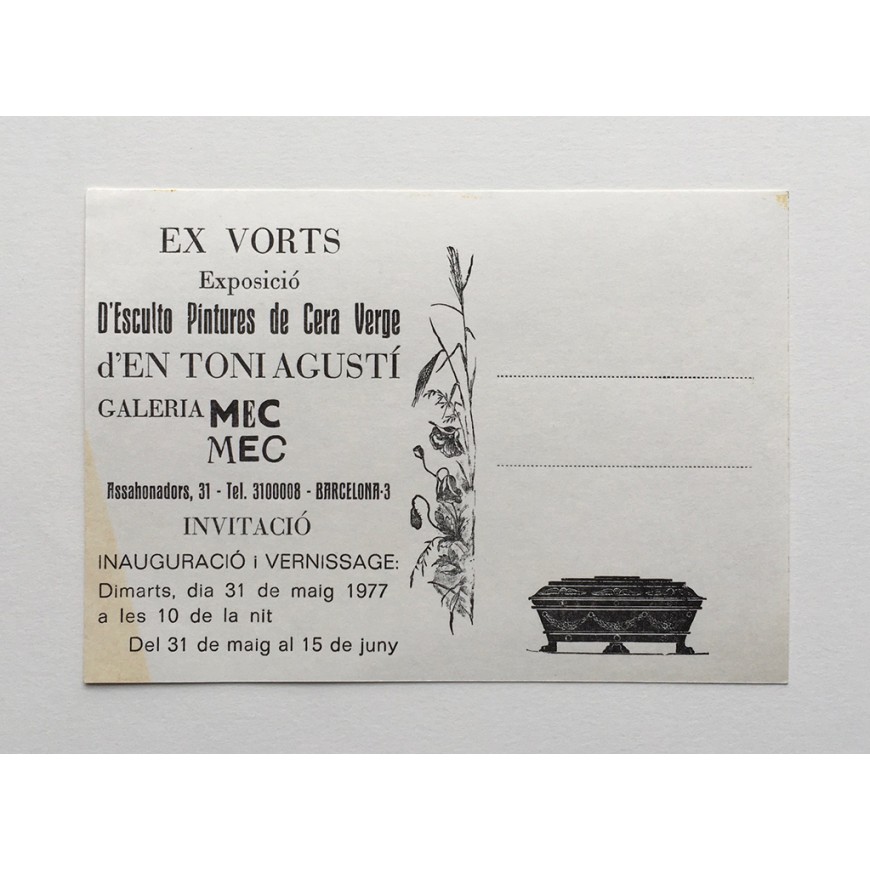 EX VORTS
Exposició
D'Esculto Pintures de Cera Verge
d'EN TONI AGUSTÍ
GALERIA MEC
MEC
Assahonadors, 31 - Tel. 3100008 - BARCELONA-3
INVITACIÓ
INAUGURACIÓ i VERNISSAGE:
Dimarts, dia 31 de maig 1977
a les 10 de la nit
Del 31 de maig al 15 de juny